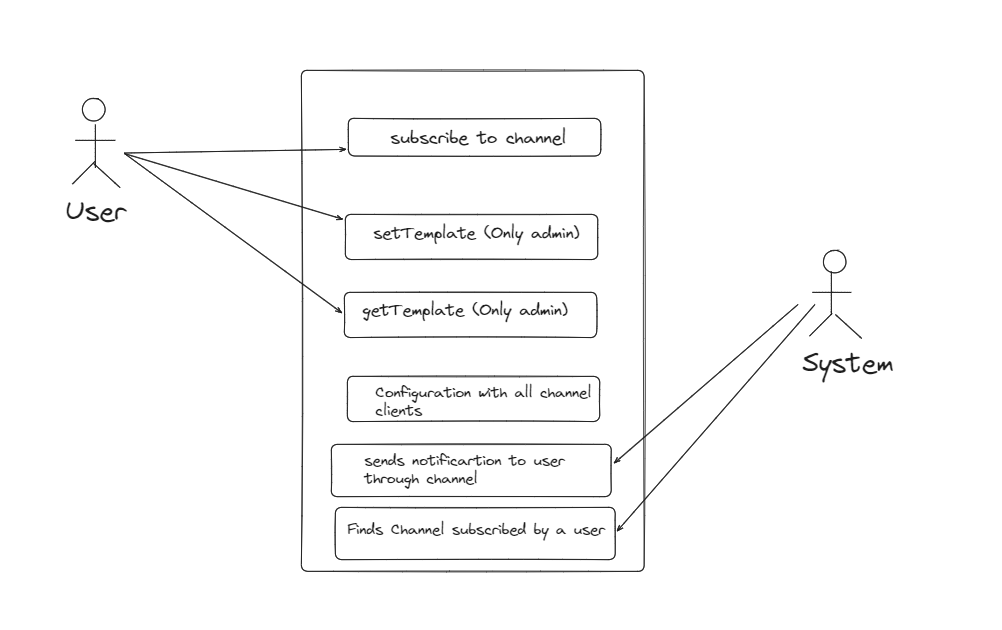 subscribe to channel
User
setTemplate (Only admin)
getTemplate (Only admin)
System
Configuration with all channel
clients
sends notificartion to user
through channel
Finds Channel subscribed by a user